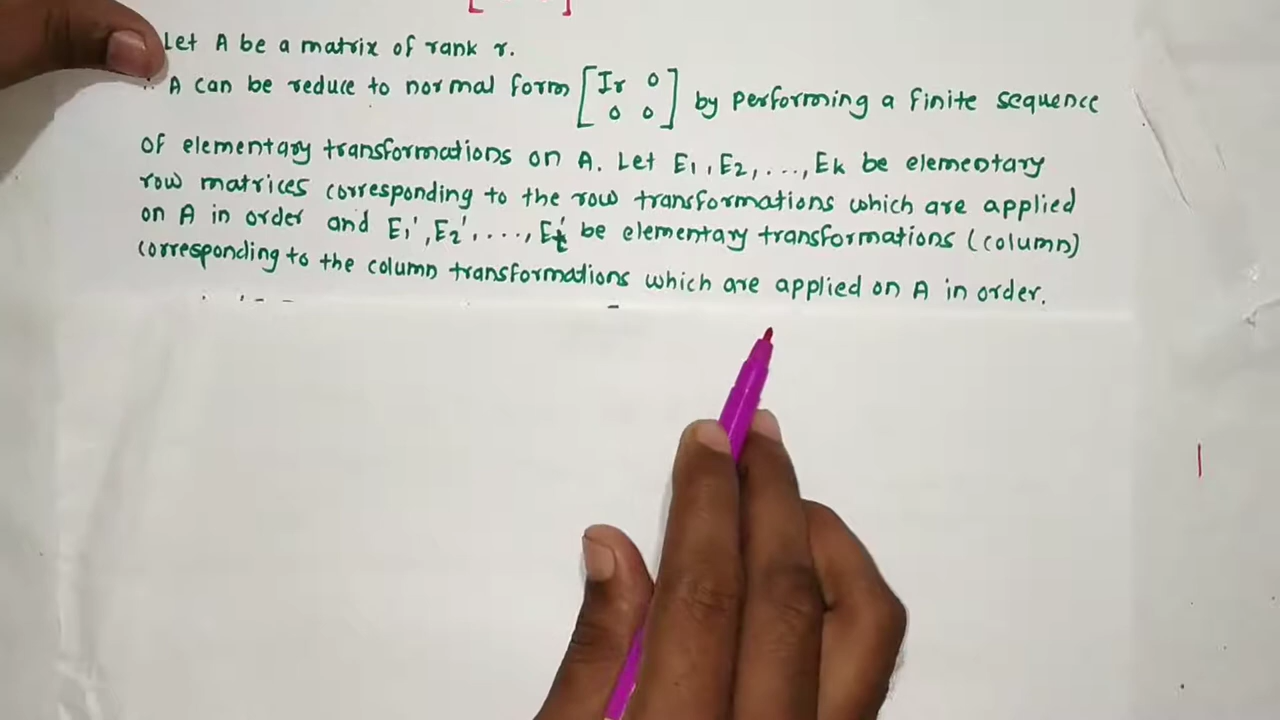 Let A be a matrix of rank r.
∴ A can be reduce to normal form [Ir 0
0 0] by performing a finite sequence
of elementary transformations on A. Let E1, E2, ..., Ek be elementary
row matrices corresponding to the row transformations which are applied
on A in order and E1', E2', ...., Et' be elementary transformations (column)
corresponding to the column transformations which are applied on A in order.